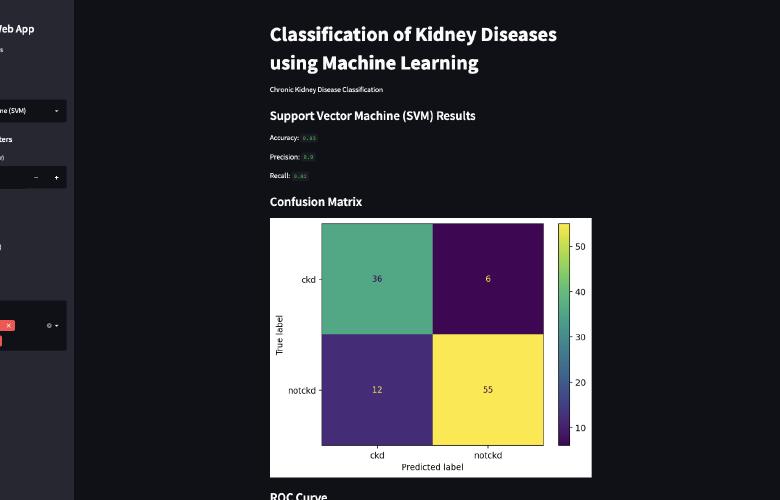 Web App
ne (SVM)
ters
Classification of Kidney Diseases
using Machine Learning
Chronic Kidney Disease Classification
Support Vector Machine (SVM) Results
Accuracy: 0.83
Precision: 0.9
Recall: 0.82
Confusion Matrix
ckd
36
6
notckd
12
55
True label
ckd
notckd
Predicted label
50
40
30
20
10
ROC Curve